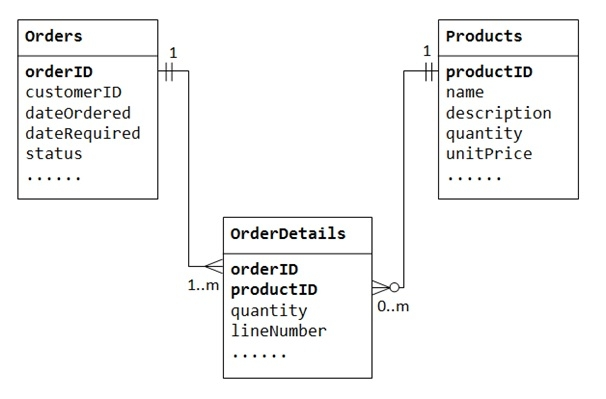 Orders
orderID
customerID
dateOrdered
dateRequired
status
......
1
1
Products
productID
name
description
quantity
unitPrice
......
OrderDetails
orderID
productID
quantity
lineNumber
......
1..m
0..m